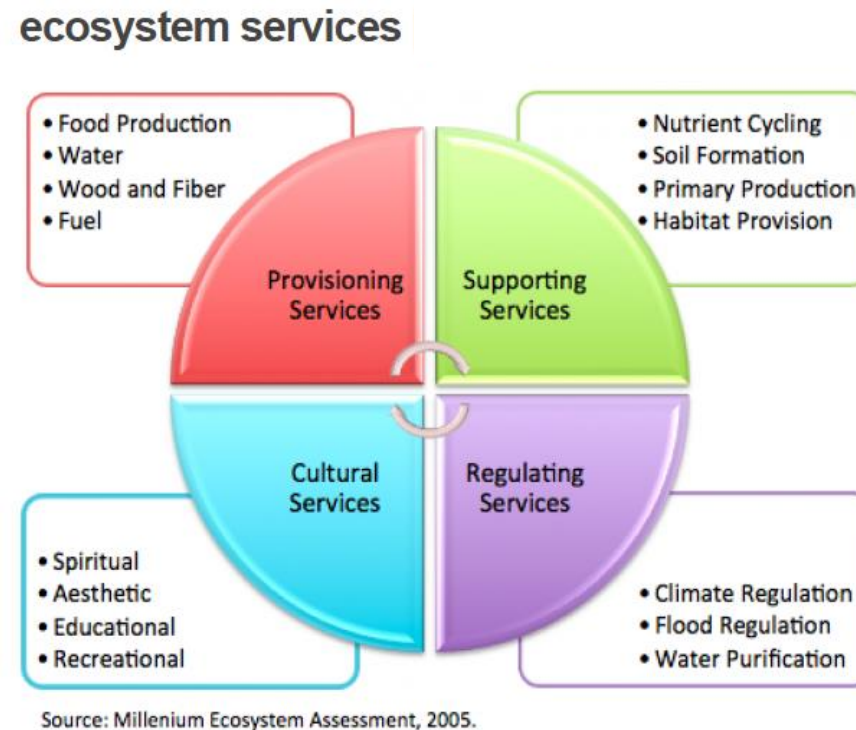 ecosystem services
• Food Production
• Water
• Wood and Fiber
• Fuel
• Nutrient Cycling
• Soil Formation
• Primary Production
• Habitat Provision
Provisioning
Services
Supporting
Services
Cultural
Services
Regulating
Services
• Spiritual
• Aesthetic
• Educational
• Recreational
• Climate Regulation
• Flood Regulation
• Water Purification
Source: Millenium Ecosystem Assessment, 2005.